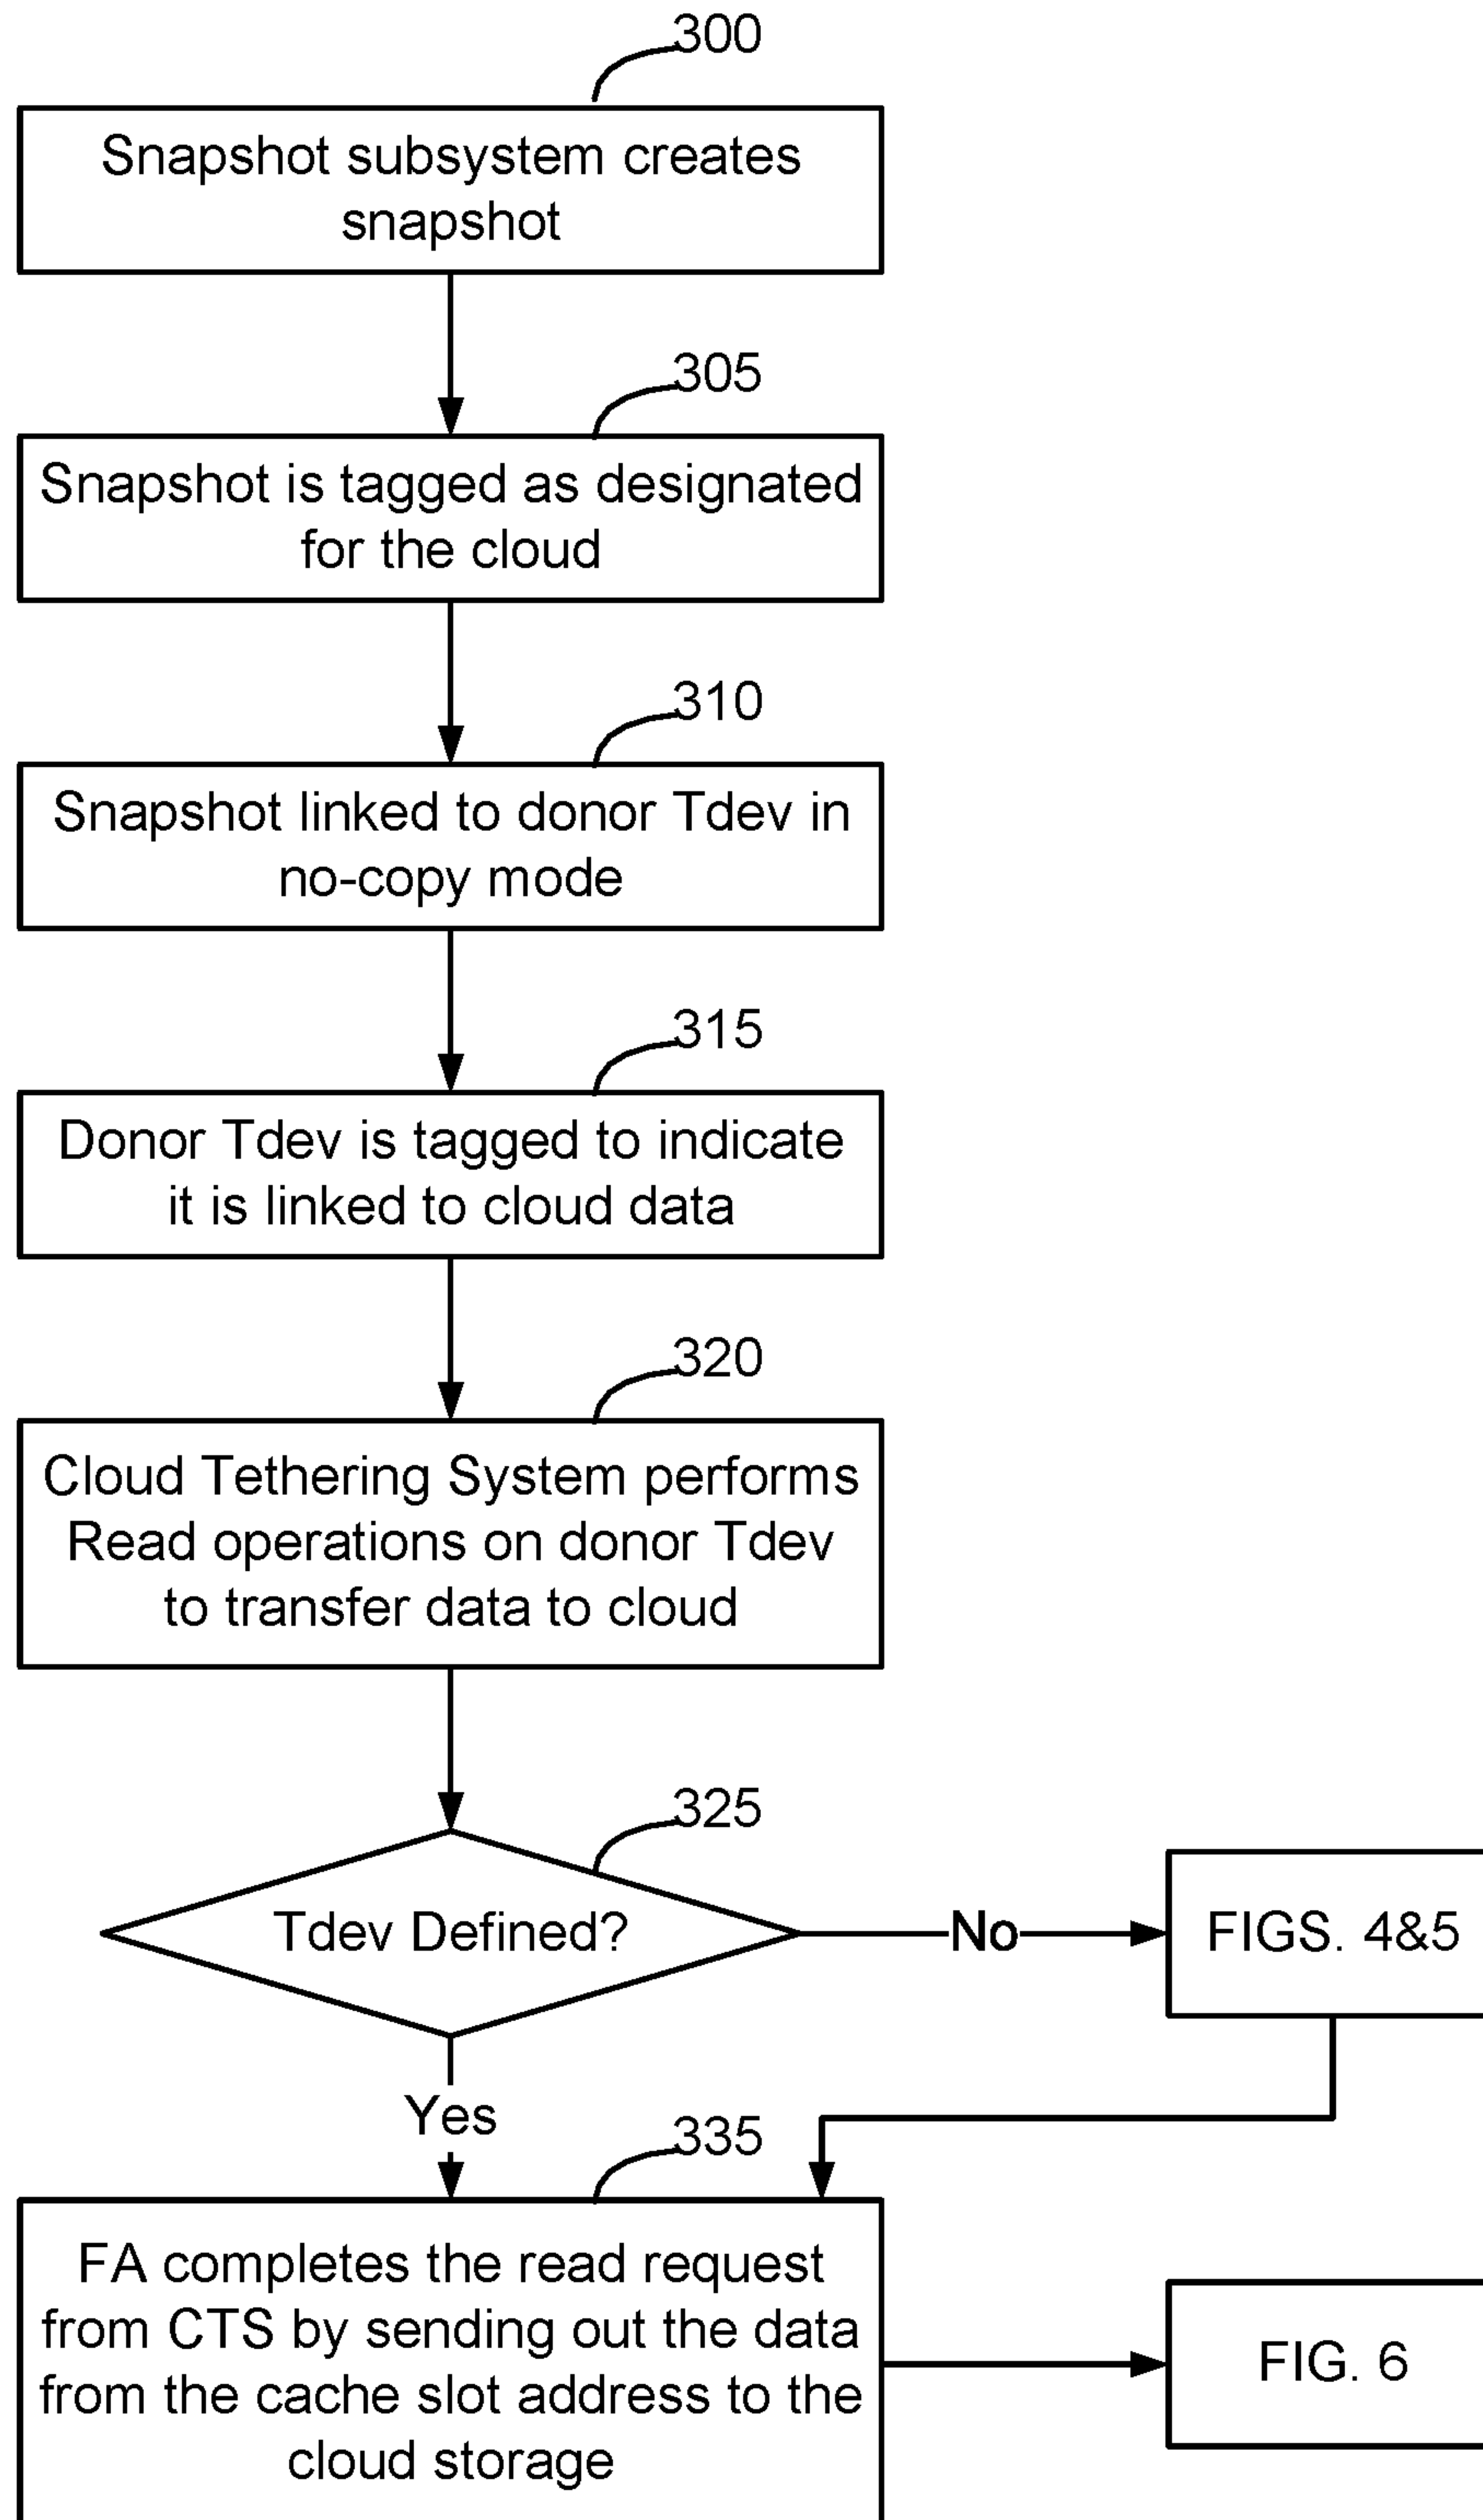 300
Snapshot subsystem creates
snapshot
305
Snapshot is tagged as designated
for the cloud
310
Snapshot linked to donor Tdev in
no-copy mode
315
Donor Tdev is tagged to indicate
it is linked to cloud data
320
Cloud Tethering System performs
Read operations on donor Tdev
to transfer data to cloud
325
Tdev Defined?
No
FIGS. 4&5
Yes
335
FA completes the read request
from CTS by sending out the data
from the cache slot address to the
cloud storage
FIG. 6